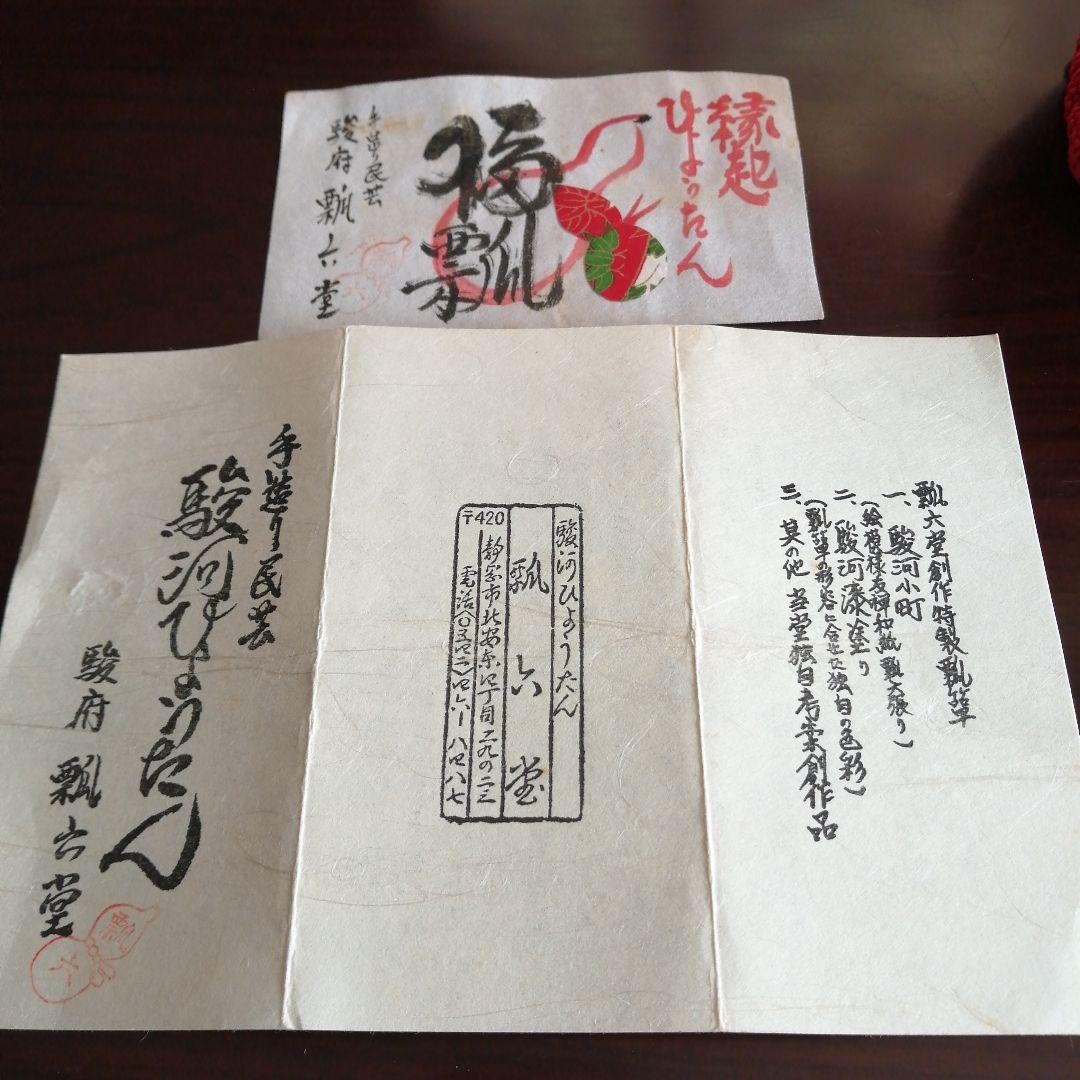 縁起
ひょうたん
福瓢
手造り民芸
駿府 瓢六堂
瓢六堂創作特製瓢箪
一、駿河小町
(絵模様友禅和紙瓢六張り)
二、駿河漆塗り
(瓢箪の形容に合せた独自の色彩)
三、其の他 当堂独自考案創作品
駿河ひょうたん
瓢六堂
〒420
静岡市北安東四丁目二九の二三
電話(〇五四二)四六ー八四八七
手造り民芸
駿河ひょうたん
駿府 瓢六堂
瓢
六